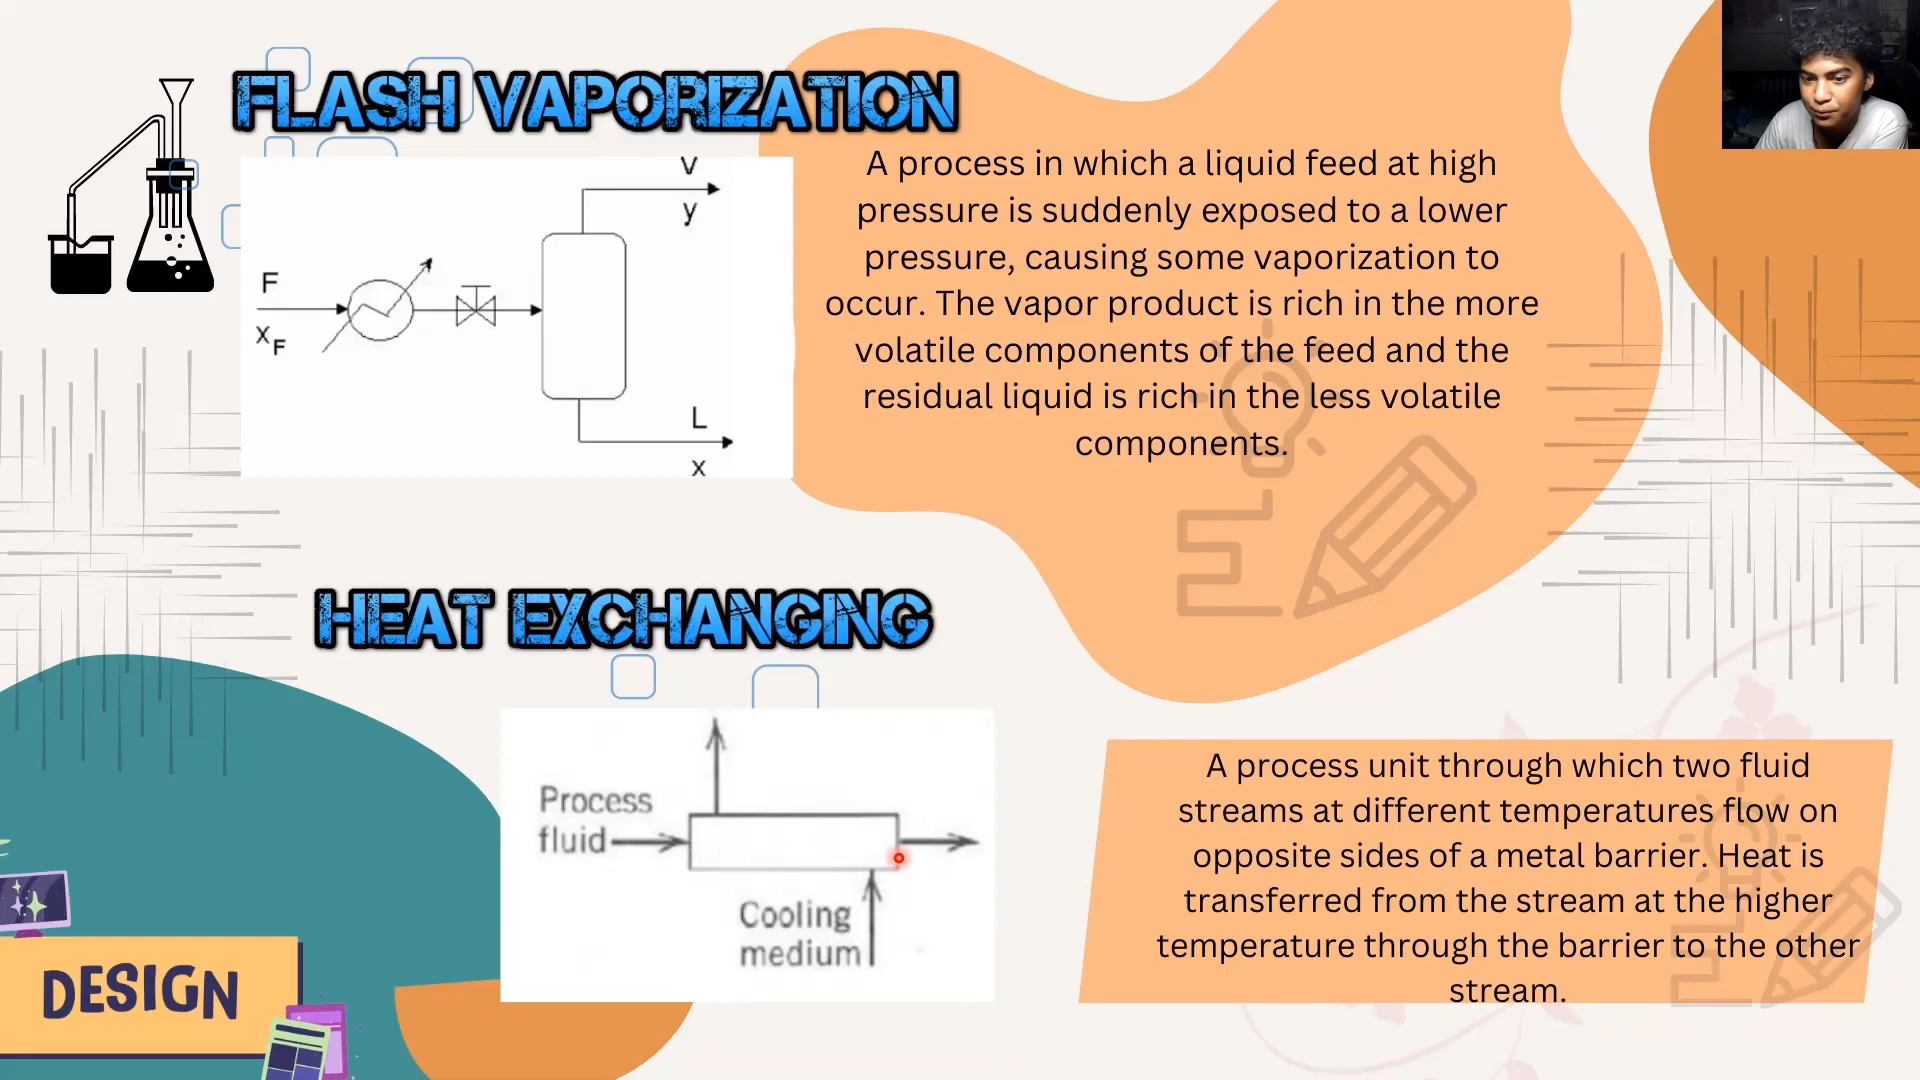 FLASH VAPORIZATION
V
y
F
xF
L
x
A process in which a liquid feed at high
pressure is suddenly exposed to a lower
pressure, causing some vaporization to
occur. The vapor product is rich in the more
volatile components of the feed and the
residual liquid is rich in the less volatile
components.
HEAT EXCHANGING
Process
fluid
Cooling
medium
A process unit through which two fluid
streams at different temperatures flow on
opposite sides of a metal barrier. Heat is
transferred from the stream at the higher
temperature through the barrier to the other
stream.
DESIGN